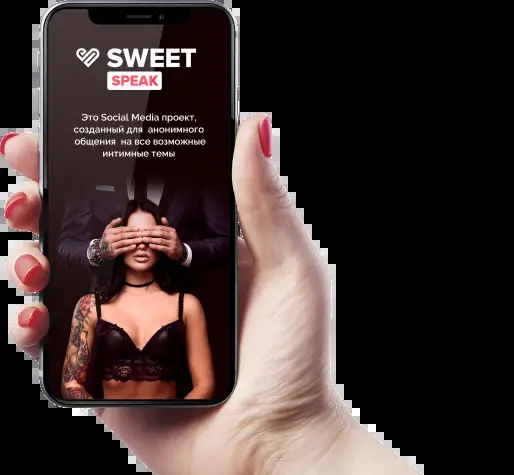 SWEET
SPEAK
Это Social Media проект,
созданный для анонимного
общения на все возможные
интимные темы